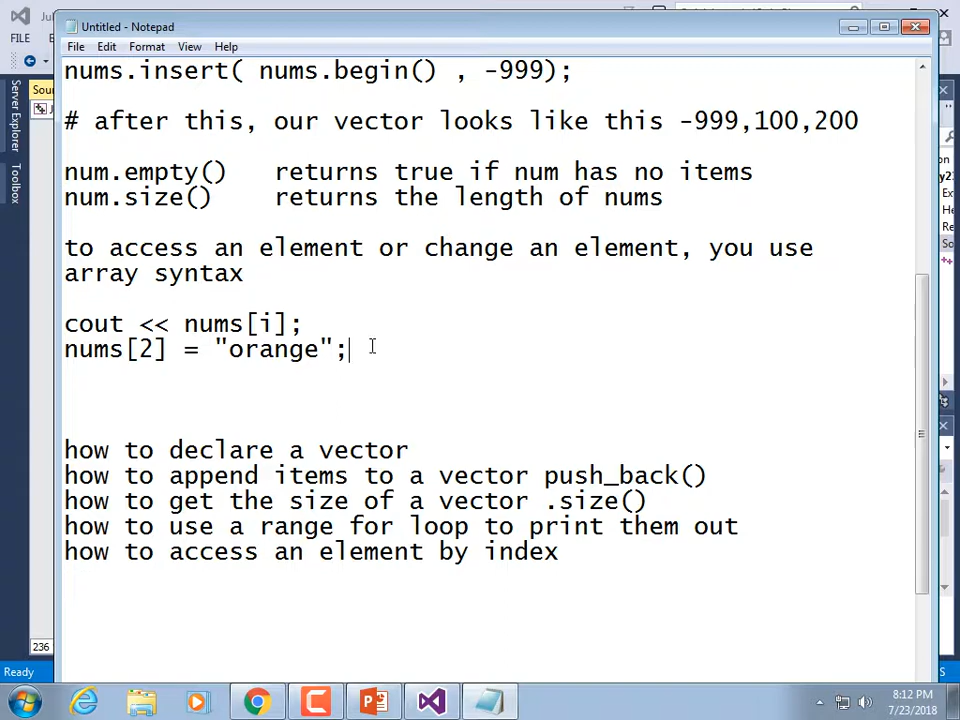 Untitled - Notepad
FILE
File Edit Format View Help
Server Explorer
Toolbox
nums.insert( nums.begin() , -999);
# after this, our vector looks like this -999,100,200
num.empty() returns true if num has no items
num.size() returns the length of nums
to access an element or change an element, you use
array syntax
cout << nums[i];
nums[2] = "orange";
how to declare a vector
how to append items to a vector push_back()
how to get the size of a vector .size()
how to use a range for loop to print them out
how to access an element by index
236
Ready
8:12 PM
7/23/2018